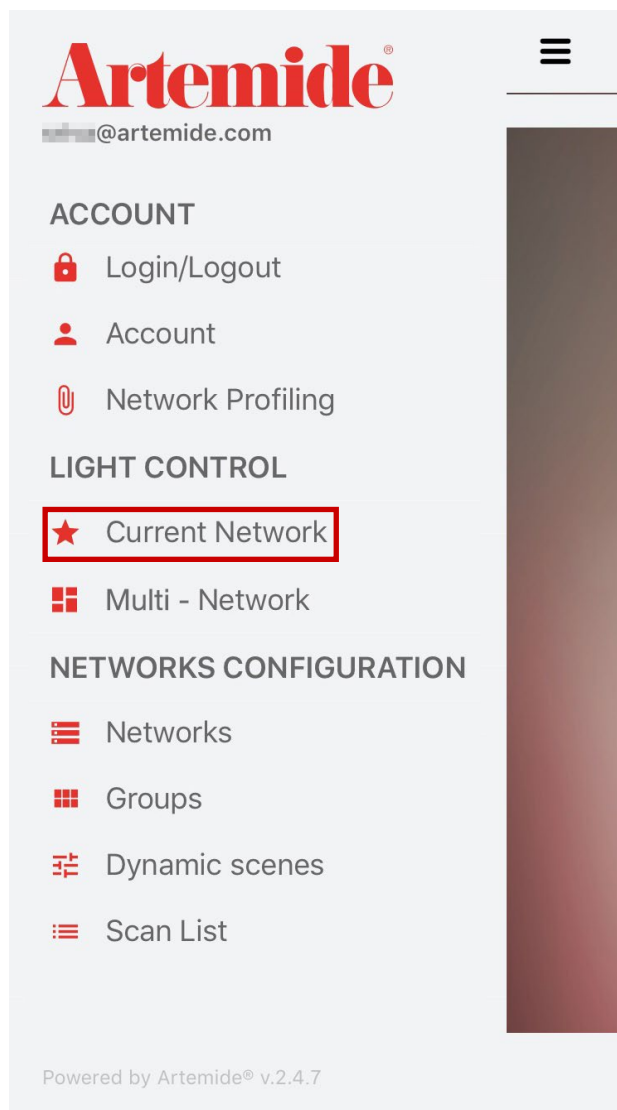 Artemide®
@artemide.com
ACCOUNT
Login/Logout
Account
Network Profiling
LIGHT CONTROL
Current Network
Multi - Network
NETWORKS CONFIGURATION
Networks
Groups
Dynamic scenes
Scan List
Powered by Artemide® v.2.4.7